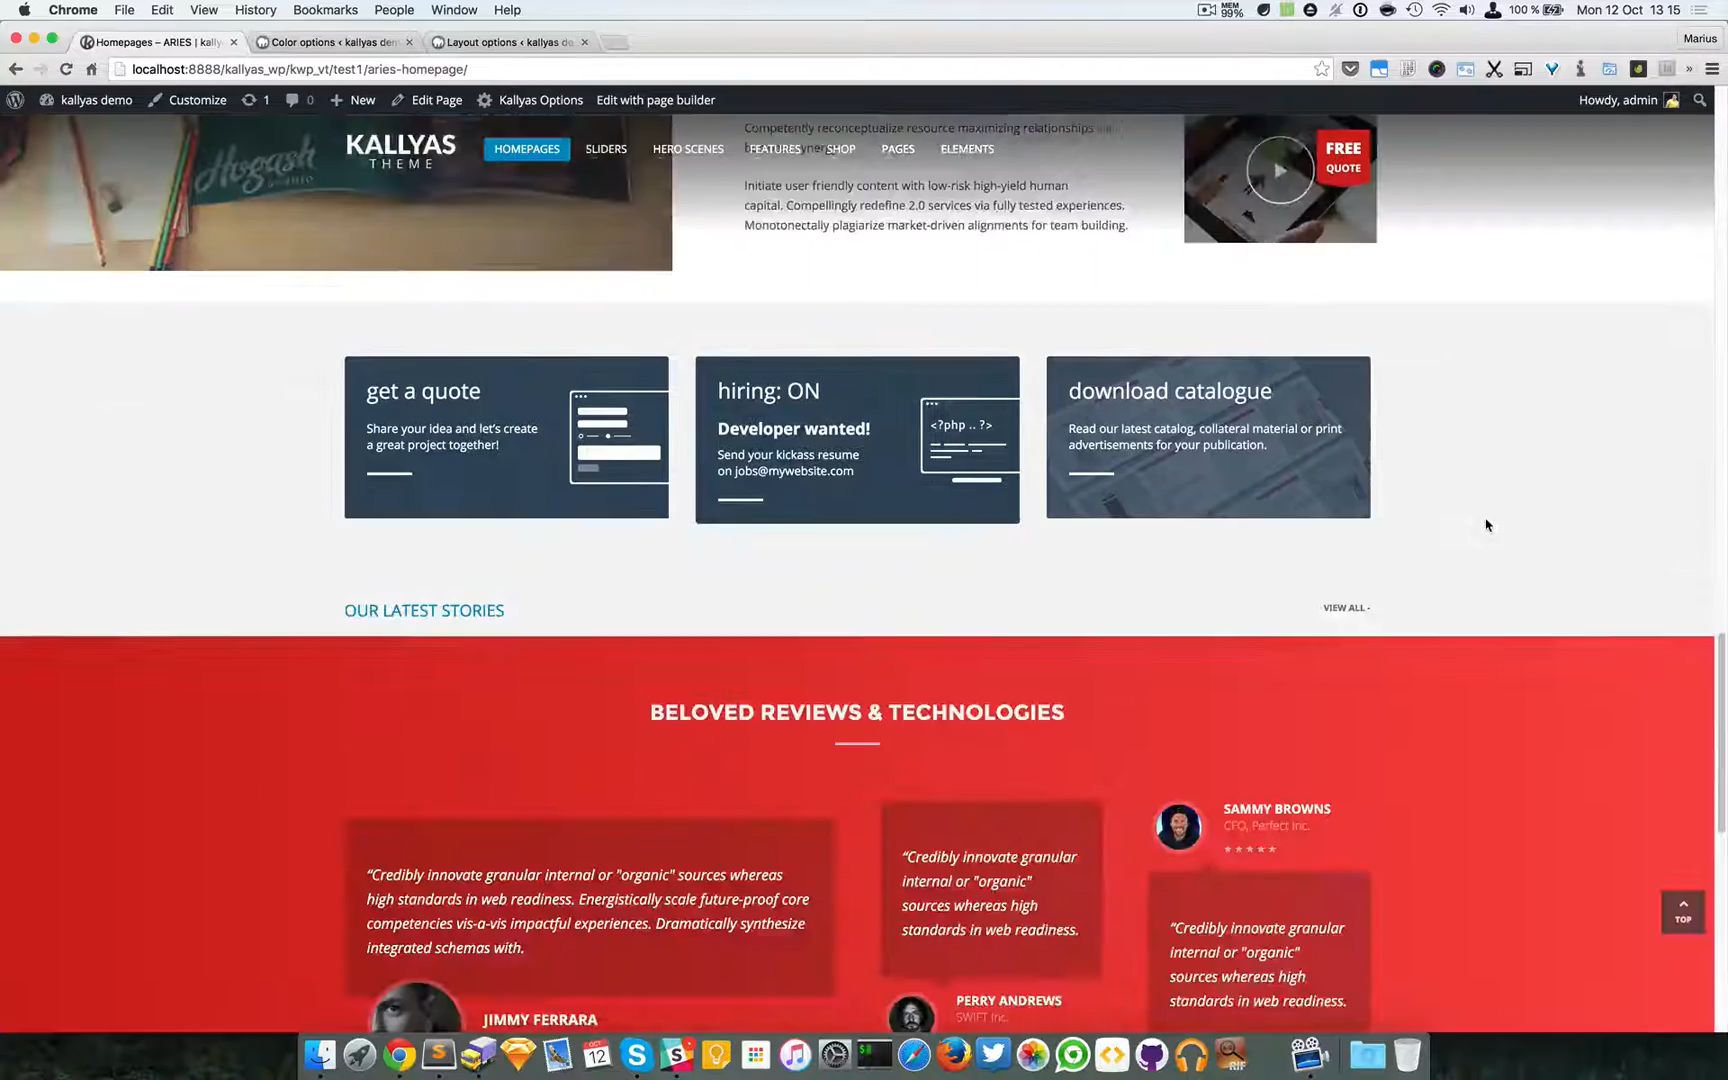 Chrome File Edit View History Bookmarks People Window Help
MEM 99% 100 % Mon 12 Oct 13:15
Homepages – ARIES | kally
Color options ‹ kallyas dem
Layout options ‹ kallyas de
Marius
localhost:8888/kallyas_wp/kwp_vt/test1/aries-homepage/
kallyas demo Customize 1 0 New Edit Page Kallyas Options Edit with page builder Howdy, admin
Hogash
KALLYAS
THEME
HOMEPAGES SLIDERS HERO SCENES FEATURES SHOP PAGES ELEMENTS
Competently reconceptualize resource maximizing relationships
Initiate user friendly content with low-risk high-yield human
capital. Compellingly redefine 2.0 services via fully tested experiences.
Monotonectally plagiarize market-driven alignments for team building.
FREE
QUOTE
get a quote
Share your idea and let's create
a great project together!
hiring: ON
Developer wanted!
Send your kickass resume
on jobs@mywebsite.com
<?php .. ?>
download catalogue
Read our latest catalog, collateral material or print
advertisements for your publication.
OUR LATEST STORIES
VIEW ALL -
BELOVED REVIEWS & TECHNOLOGIES
“Credibly innovate granular internal or "organic" sources whereas
high standards in web readiness. Energistically scale future-proof core
competencies vis-a-vis impactful experiences. Dramatically synthesize
integrated schemas with.
JIMMY FERRARA
“Credibly innovate granular
internal or "organic"
sources whereas high
standards in web readiness.
PERRY ANDREWS
SWIFT Inc.
SAMMY BROWNS
CFO, Perfect Inc.
“Credibly innovate granular
internal or "organic"
sources whereas high
standards in web readiness.
TOP